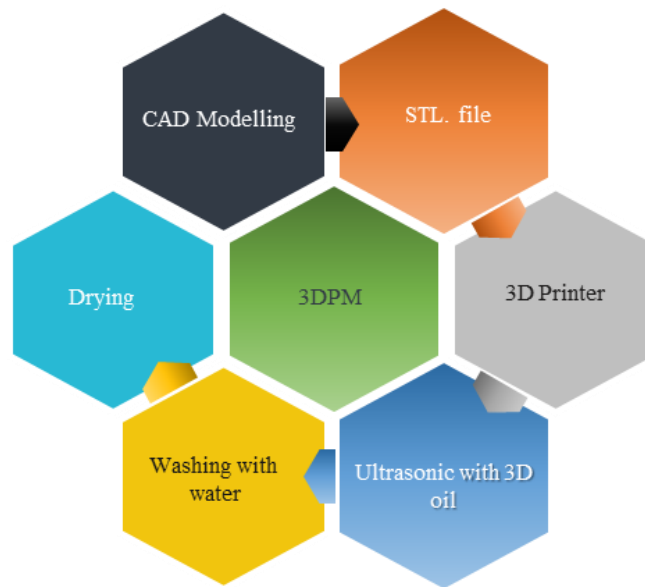 CAD Modelling
STL. file
Drying
3DPM
3D Printer
Washing with
water
Ultrasonic with 3D
oil